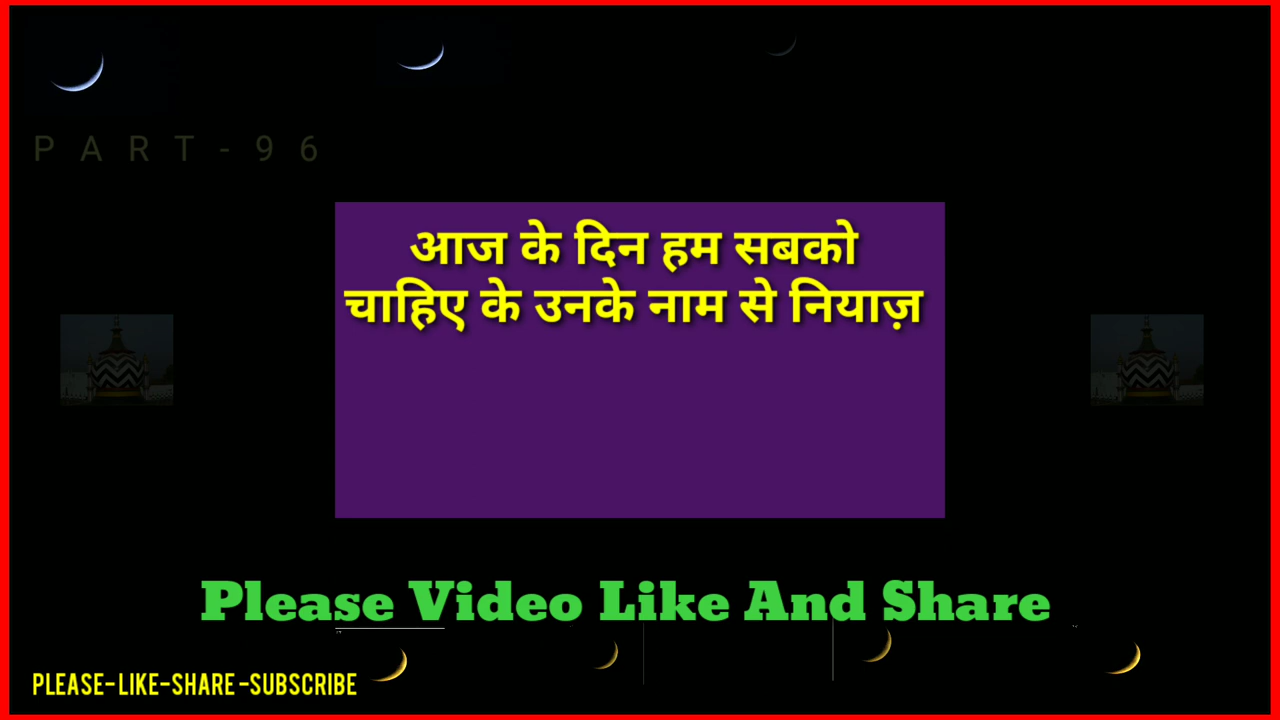 PART-96
आज के दिन हम सबको
चाहिए के उनके नाम से नियाज़
Please Video Like And Share
PLEASE-LIKE-SHARE-SUBSCRIBE